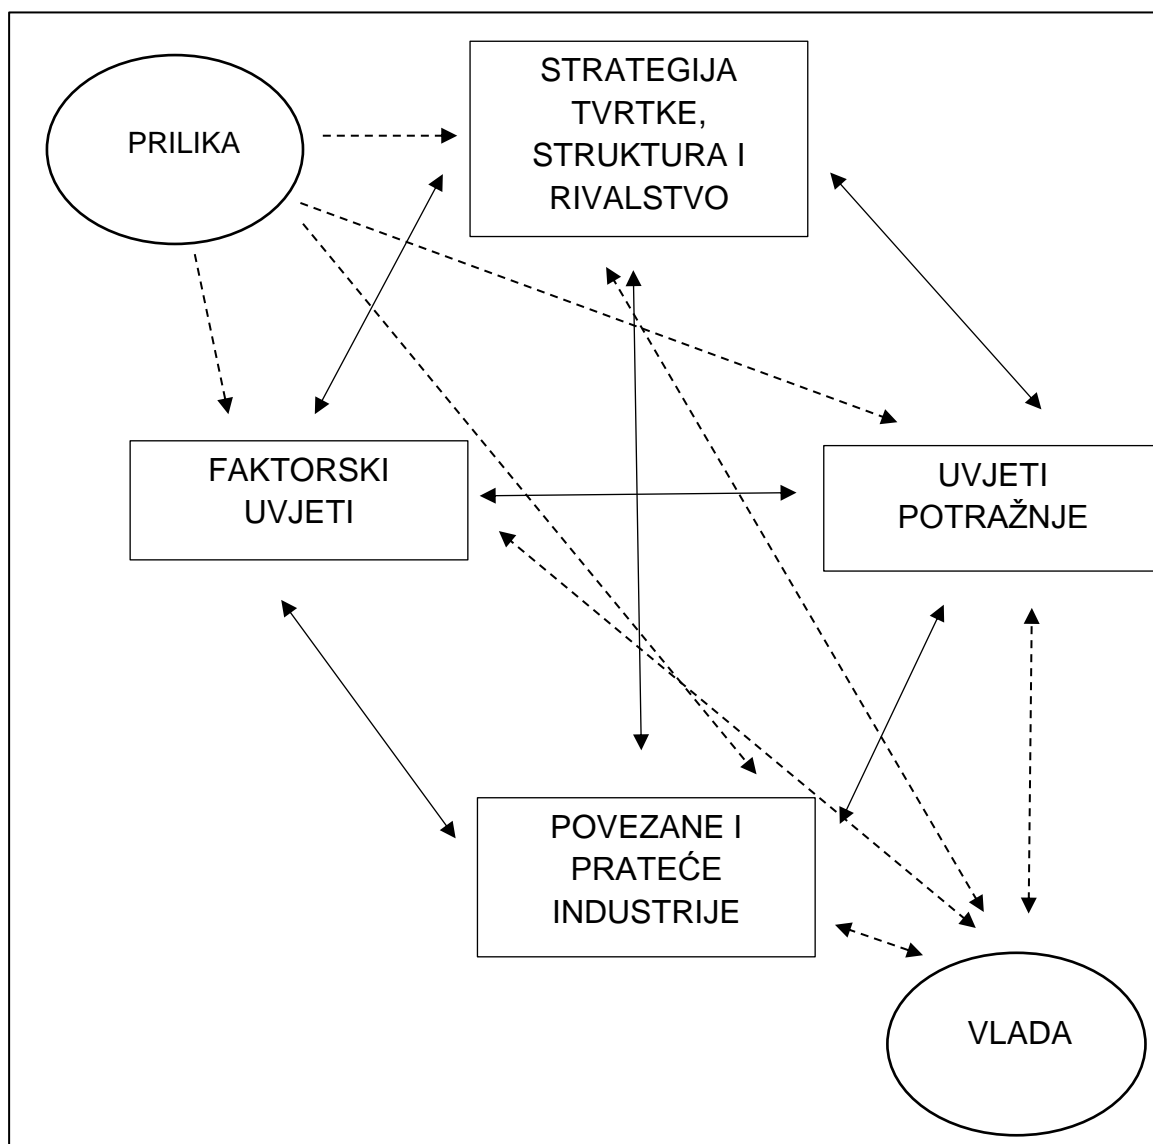 PRILIKA
STRATEGIJA
TVRTKE,
STRUKTURA I
RIVALSTVO
FAKTORSKI
UVJETI
UVJETI
POTRAŽNJE
POVEZANE I
PRATEĆE
INDUSTRIJE
VLADA